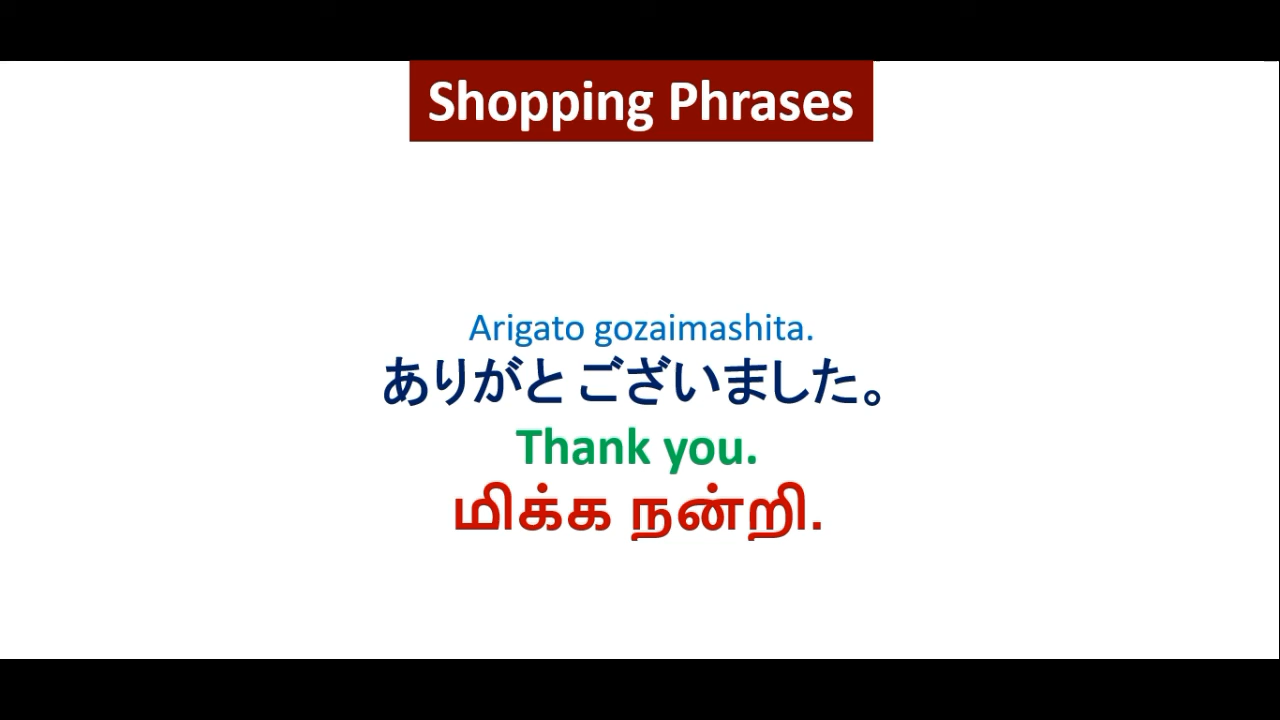 Shopping Phrases
Arigato gozaimashita.
ありがと ございました。
Thank you.
மிக்க நன்றி.